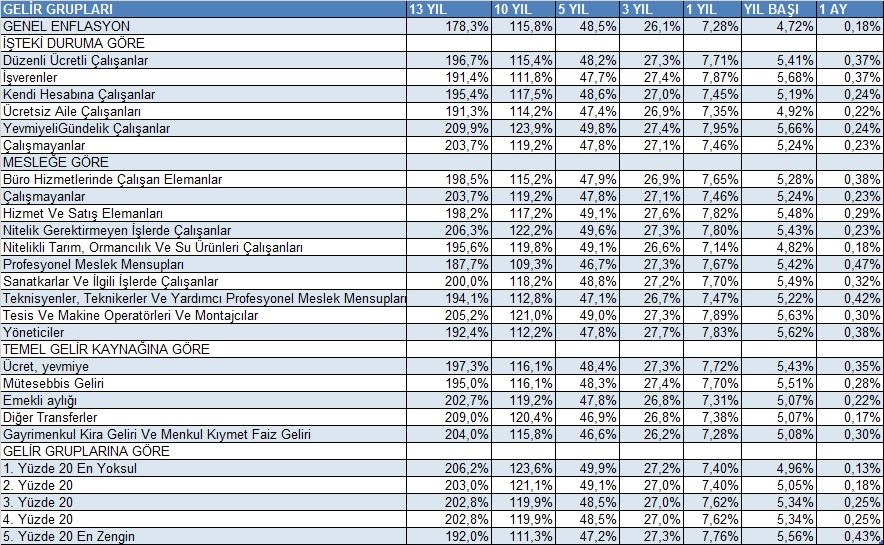 GELİR GRUPLARI 13 YIL 10 YIL 5 YIL 3 YIL 1 YIL YIL BAŞI 1 AY
GENEL ENFLASYON 178,3% 115,8% 48,5% 26,1% 7,28% 4,72% 0,18%
İŞTEKİ DURUMA GÖRE
Düzenli Ücretli Çalışanlar 196,7% 115,4% 48,2% 27,3% 7,71% 5,41% 0,37%
İşverenler 191,4% 111,8% 47,7% 27,4% 7,87% 5,68% 0,37%
Kendi Hesabına Çalışanlar 195,4% 117,5% 48,6% 27,0% 7,45% 5,19% 0,24%
Ücretsiz Aile Çalışanları 191,3% 114,2% 47,4% 26,9% 7,35% 4,92% 0,22%
YevmiyeliGündelik Çalışanlar 209,9% 123,9% 49,8% 27,4% 7,95% 5,66% 0,24%
Çalışmayanlar 203,7% 119,2% 47,8% 27,1% 7,46% 5,24% 0,23%
MESLEĞE GÖRE
Büro Hizmetlerinde Çalışan Elemanlar 198,5% 115,2% 47,9% 26,9% 7,65% 5,28% 0,38%
Çalışmayanlar 203,7% 119,2% 47,8% 27,1% 7,46% 5,24% 0,23%
Hizmet Ve Satış Elemanları 198,2% 117,2% 49,1% 27,6% 7,82% 5,48% 0,29%
Nitelik Gerektirmeyen İşlerde Çalışanlar 206,3% 122,2% 49,6% 27,3% 7,80% 5,43% 0,23%
Nitelikli Tarım, Ormancılık Ve Su Ürünleri Çalışanları 195,6% 119,8% 49,1% 26,6% 7,14% 4,82% 0,18%
Profesyonel Meslek Mensupları 187,7% 109,3% 46,7% 27,3% 7,67% 5,42% 0,47%
Sanatkarlar Ve İlgili İşlerde Çalışanlar 200,0% 118,2% 48,8% 27,2% 7,70% 5,49% 0,32%
Teknisyenler, Teknikerler Ve Yardımcı Profesyonel Meslek Mensupları 194,1% 112,8% 47,1% 26,7% 7,47% 5,22% 0,42%
Tesis Ve Makine Operatörleri Ve Montajcılar 205,2% 121,0% 49,0% 27,3% 7,89% 5,63% 0,30%
Yöneticiler 192,4% 112,2% 47,8% 27,7% 7,83% 5,62% 0,38%
TEMEL GELİR KAYNAĞINA GÖRE
Ücret, yevmiye 197,3% 116,1% 48,4% 27,3% 7,72% 5,43% 0,35%
Mütesebbis Geliri 195,0% 116,1% 48,3% 27,4% 7,70% 5,51% 0,28%
Emekli aylığı 202,7% 119,2% 47,8% 26,8% 7,31% 5,07% 0,22%
Diğer Transferler 209,0% 120,4% 46,9% 26,8% 7,38% 5,07% 0,17%
Gayrimenkul Kira Geliri Ve Menkul Kıymet Faiz Geliri 204,0% 115,8% 46,6% 26,2% 7,28% 5,08% 0,30%
GELİR GRUPLARINA GÖRE
1. Yüzde 20 En Yoksul 206,2% 123,6% 49,9% 27,2% 7,40% 4,96% 0,13%
2. Yüzde 20 203,0% 121,1% 49,1% 27,0% 7,40% 5,05% 0,18%
3. Yüzde 20 202,8% 119,9% 48,5% 27,0% 7,62% 5,34% 0,25%
4. Yüzde 20 202,8% 119,9% 48,5% 27,0% 7,62% 5,34% 0,25%
5. Yüzde 20 En Zengin 192,0% 111,3% 47,2% 27,3% 7,76% 5,56% 0,43%